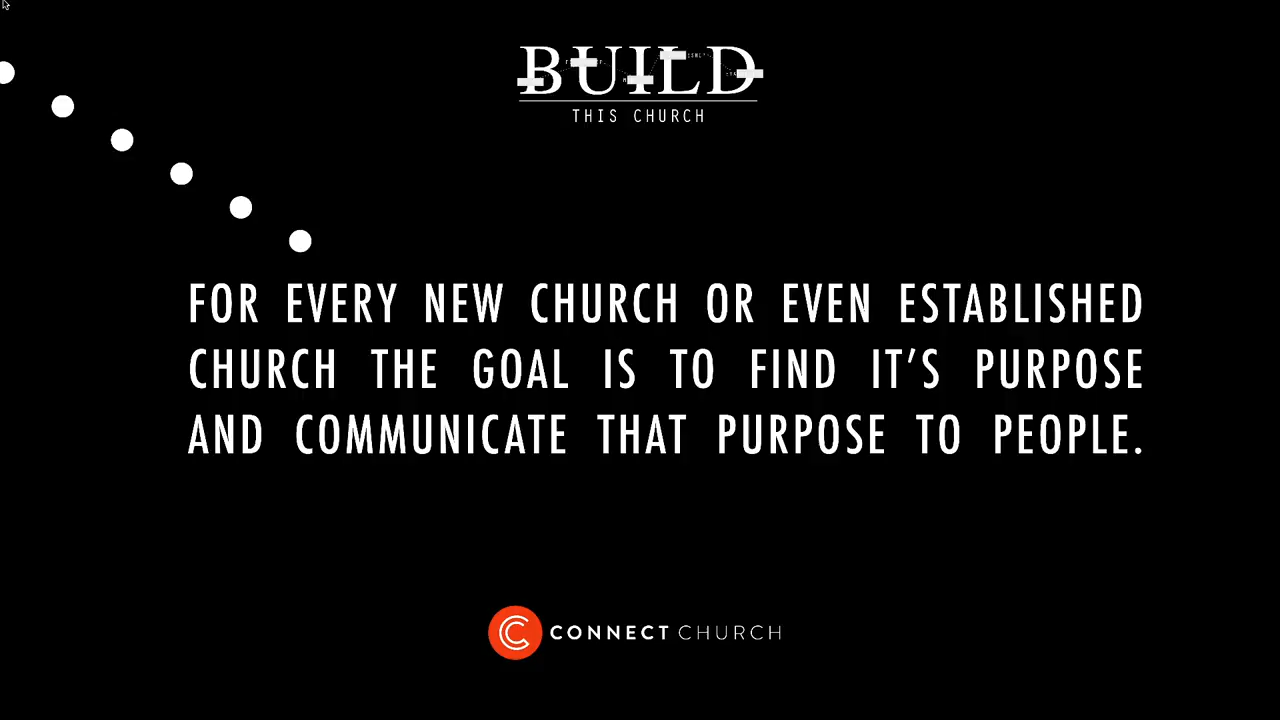 BUILD
THIS CHURCH
FOR EVERY NEW CHURCH OR EVEN ESTABLISHED
CHURCH THE GOAL IS TO FIND IT’S PURPOSE
AND COMMUNICATE THAT PURPOSE TO PEOPLE.
CONNECT CHURCH